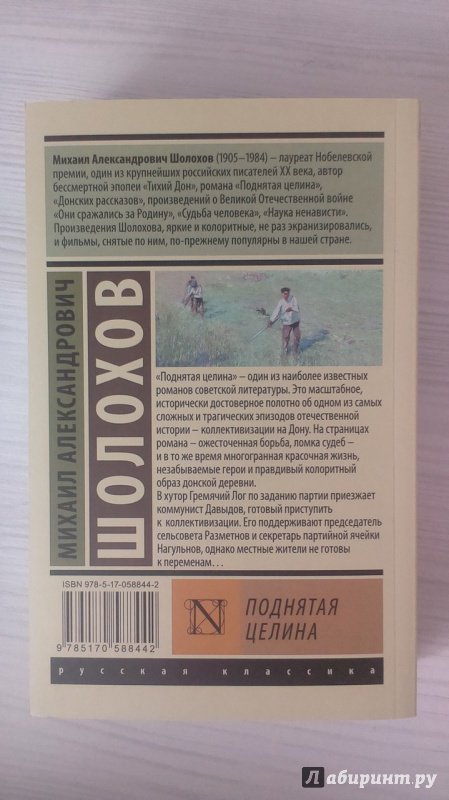 Михаил Александрович Шолохов (1905–1984) – лауреат Нобелевской
премии, один из крупнейших российских писателей XX века, автор
бессмертной эпопеи «Тихий Дон», романа «Поднятая целина»,
«Донских рассказов», произведений о Великой Отечественной войне
«Они сражались за Родину», «Судьба человека», «Наука ненависти».
Произведения Шолохова, яркие и колоритные, не раз экранизировались,
и фильмы, снятые по ним, по-прежнему популярны в нашей стране.
МИХАИЛ АЛЕКСАНДРОВИЧ
ШОЛОХОВ
«Поднятая целина» – один из наиболее известных
романов советской литературы. Это масштабное,
исторически достоверное полотно об одном из самых
сложных и трагических эпизодов отечественной
истории – коллективизации на Дону. На страницах
романа – ожесточенная борьба, ломка судеб –
и в то же время многогранная красочная жизнь,
незабываемые герои и правдивый колоритный
образ донской деревни.
В хутор Гремячий Лог по заданию партии приезжает
коммунист Давыдов, готовый приступить
к коллективизации. Его поддерживают председатель
сельсовета Разметнов и секретарь партийной ячейки
Нагульнов, однако местные жители не готовы
к переменам…
ISBN 978-5-17-058844-2
9 785170 588442
N
ПОДНЯТАЯ
ЦЕЛИНА
русская классика
Лабиринт.ру